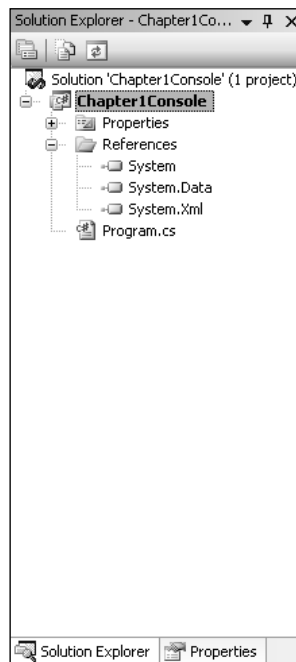 Solution Explorer - Chapter1Co...
Solution 'Chapter1Console' (1 project)
Chapter1Console
Properties
References
System
System.Data
System.Xml
Program.cs
Solution Explorer
Properties